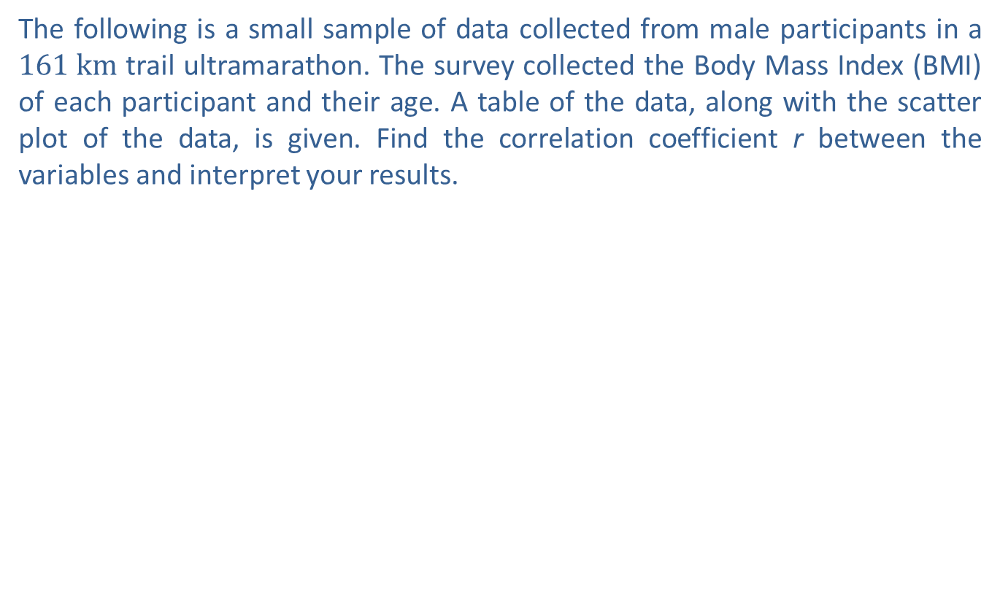 The following is a small sample of data collected from male participants in a
161 km trail ultramarathon. The survey collected the Body Mass Index (BMI)
of each participant and their age. A table of the data, along with the scatter
plot of the data, is given. Find the correlation coefficient r between the
variables and interpret your results.